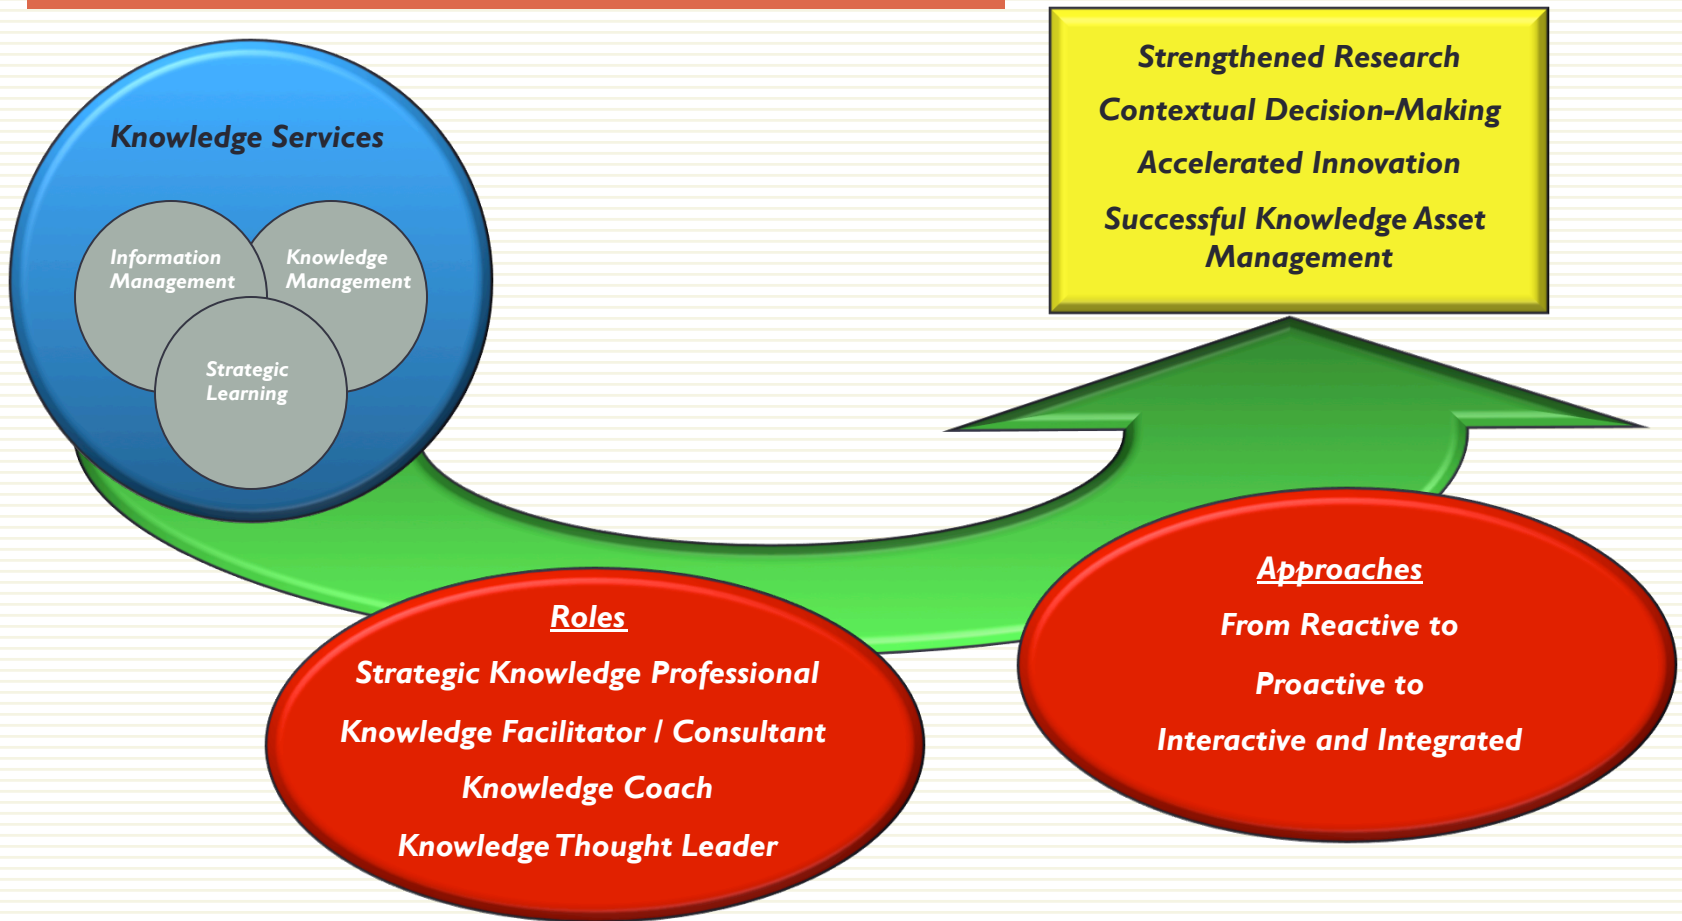 Knowledge Services
Information
Management
Knowledge
Management
Strategic
Learning
Strengthened Research
Contextual Decision-Making
Accelerated Innovation
Successful Knowledge Asset
Management
Roles
Strategic Knowledge Professional
Knowledge Facilitator / Consultant
Knowledge Coach
Knowledge Thought Leader
Approaches
From Reactive to
Proactive to
Interactive and Integrated